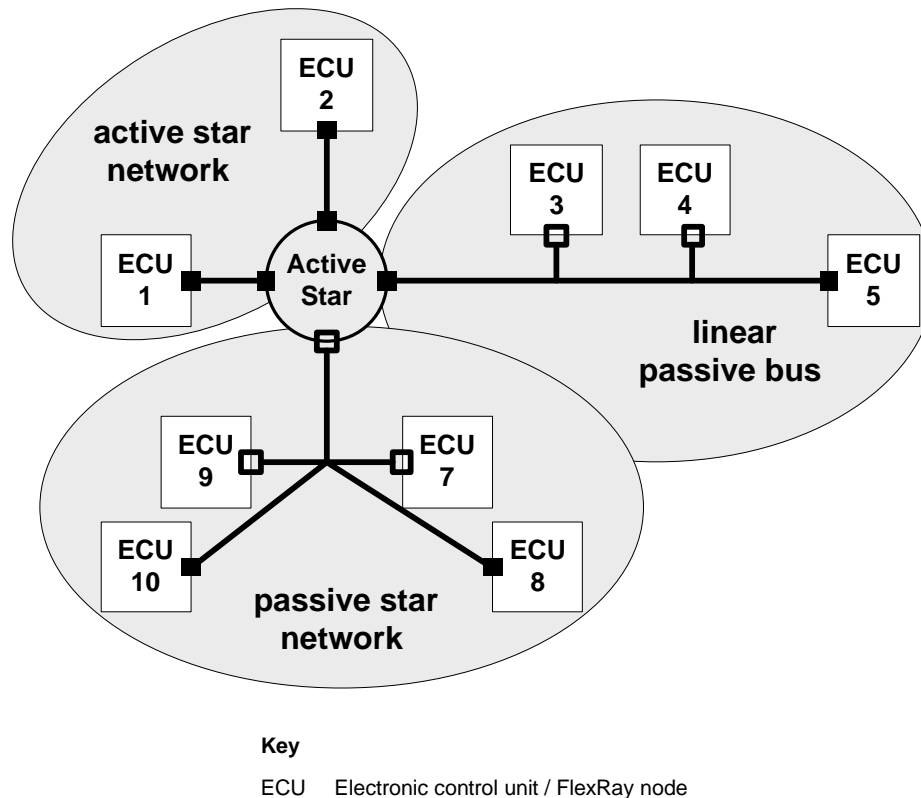 ECU
2
active star
network
ECU
3
ECU
4
ECU
1
Active
Star
ECU
5
linear
passive bus
ECU
9
ECU
7
ECU
10
ECU
8
passive star
network
Key
ECU Electronic control unit / FlexRay node